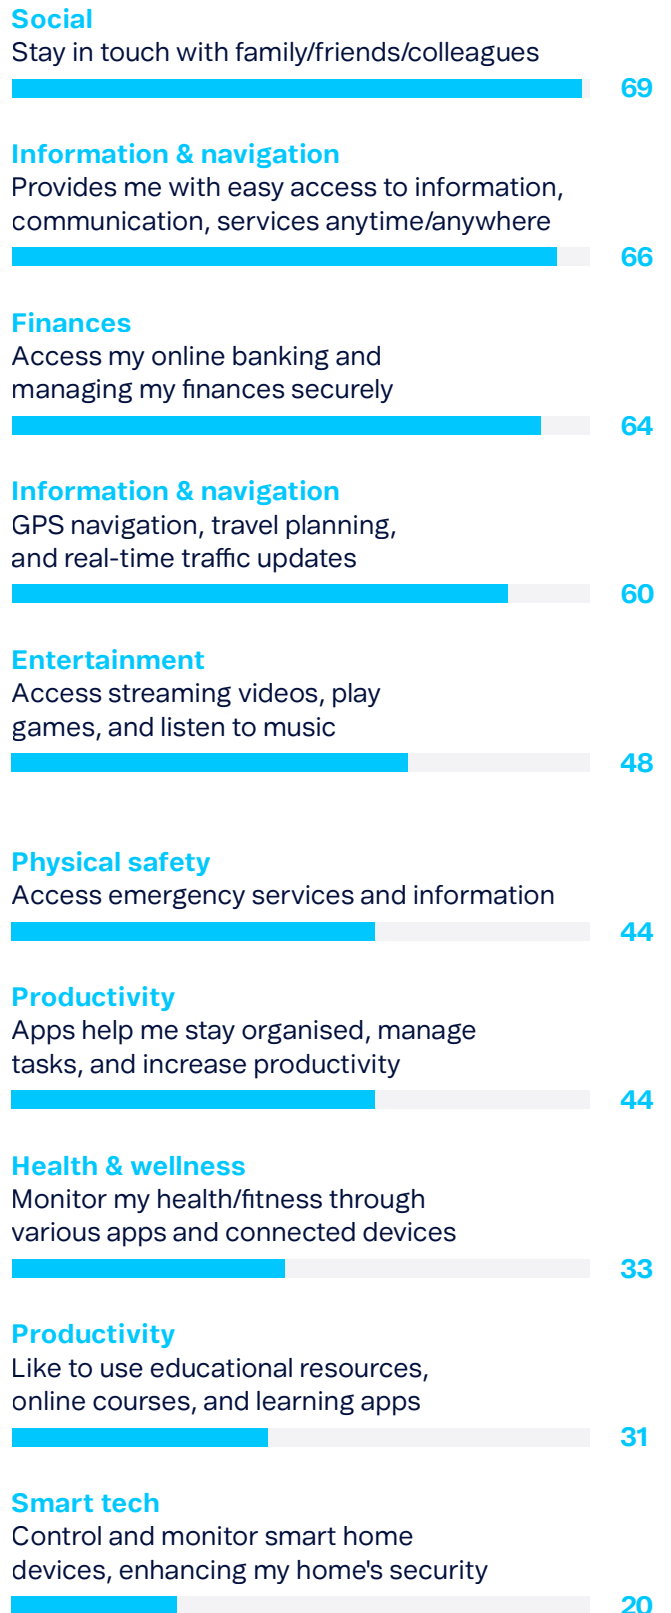 Social
Stay in touch with family/friends/colleagues
69
Information & navigation
Provides me with easy access to information,
communication, services anytime/anywhere
66
Finances
Access my online banking and
managing my finances securely
64
Information & navigation
GPS navigation, travel planning,
and real-time traffic updates
60
Entertainment
Access streaming videos, play
games, and listen to music
48
Physical safety
Access emergency services and information
44
Productivity
Apps help me stay organised, manage
tasks, and increase productivity
44
Health & wellness
Monitor my health/fitness through
various apps and connected devices
33
Productivity
Like to use educational resources,
online courses, and learning apps
31
Smart tech
Control and monitor smart home
devices, enhancing my home's security
20